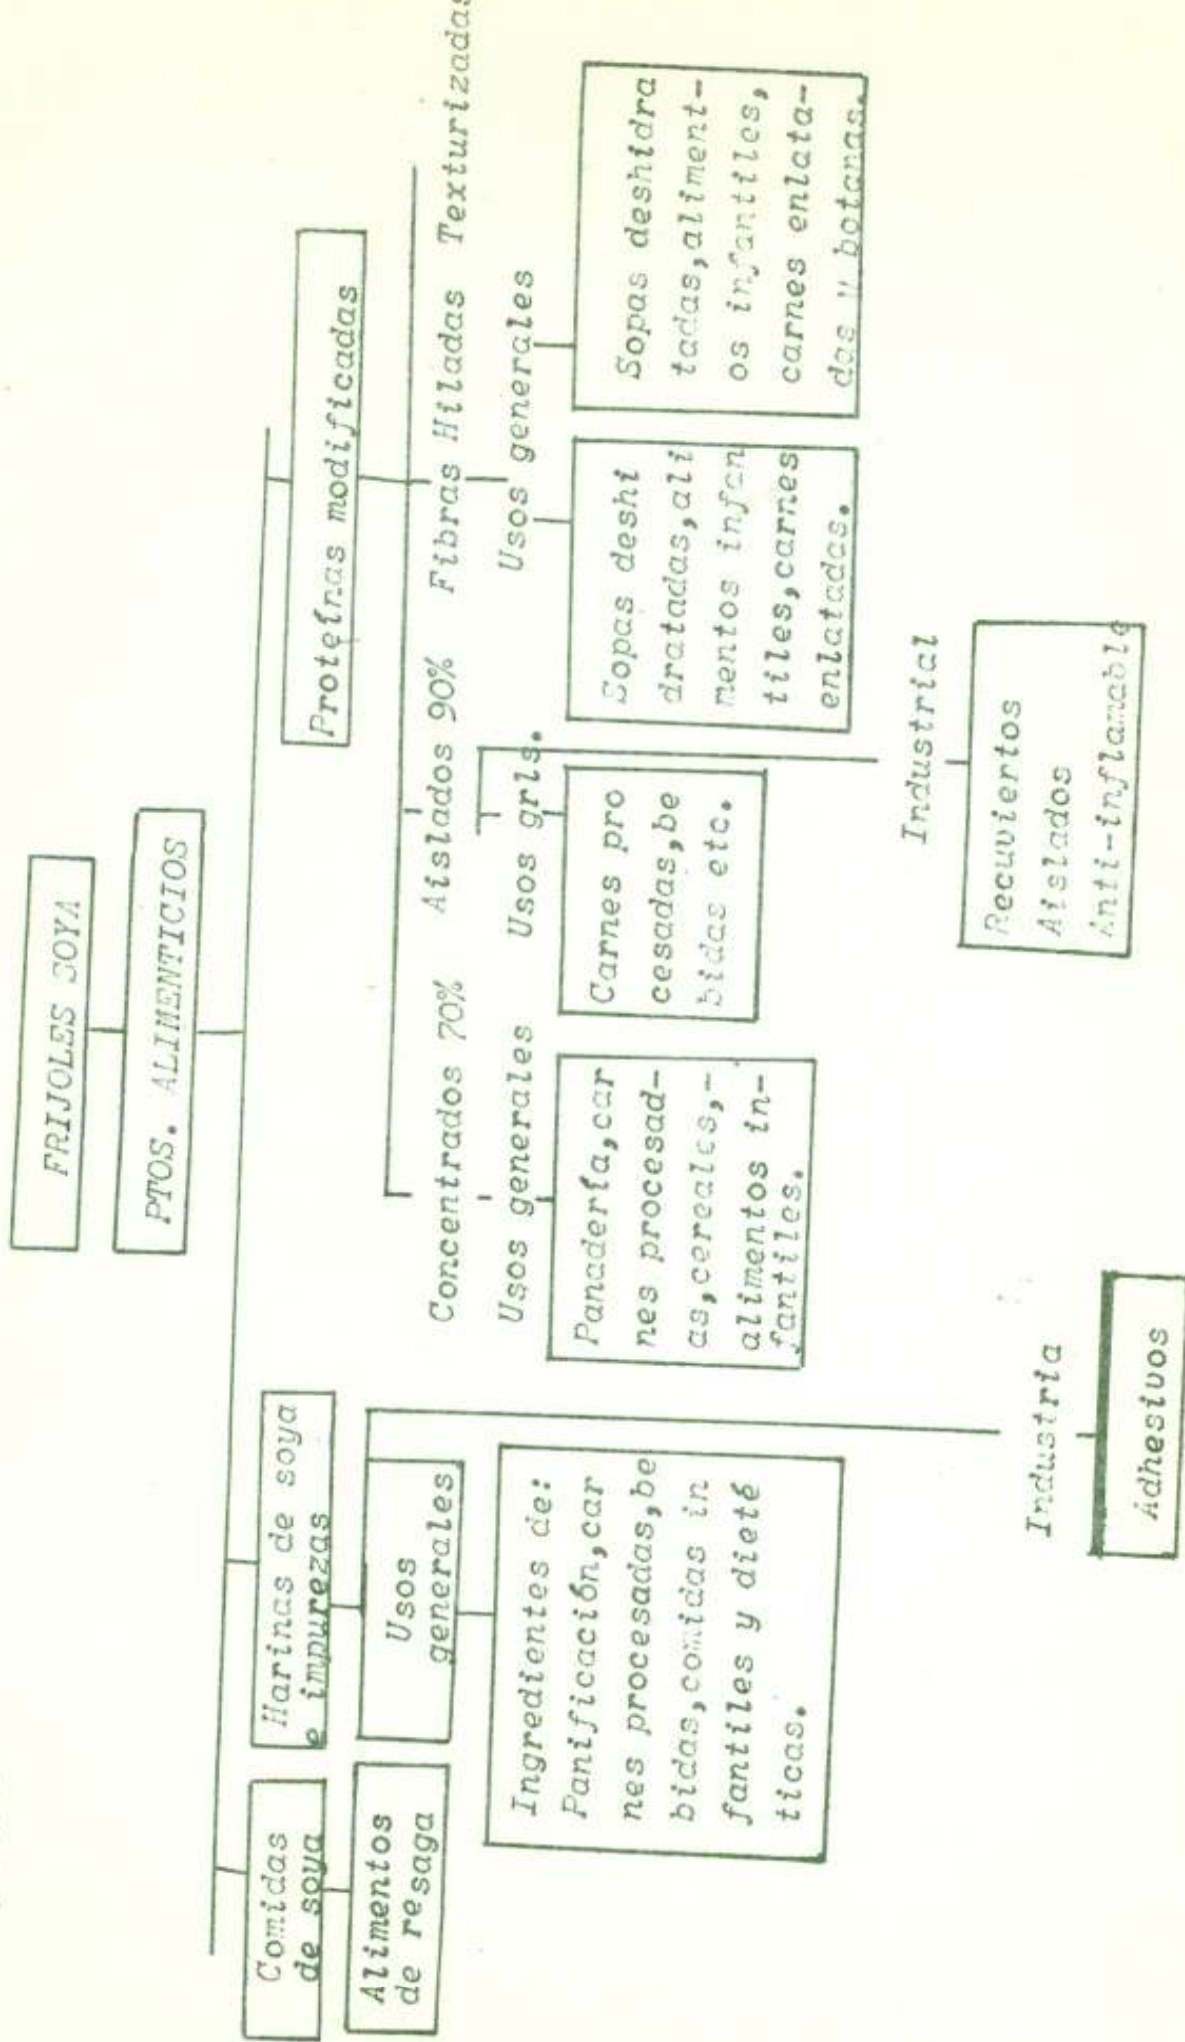 FRIJOLES SOYA
PTOS. ALIMENTICIOS
Comidas
de soya
Alimentos
de resaga
Harinas de soya
e impurezas
Usos
generales
Ingredientes de:
Panificación,car
nes procesadas,be
bidas,comidas in
fantiles y dieté
ticas.
Industria
Adhesivos
Proteínas modificadas
Concentrados 70%
Usos generales
Panadería,car
nes procesad-
as,cereales,-
alimentos in-
fantiles.
Aislados 90%
Usos grls.
Carnes pro
cesadas,be
bidas etc.
Industrial
Recuviertos
Aislados
Anti-inflamable
Fibras Hiladas Texturizadas
Usos generales
Sopas deshi
dratadas,ali
mentos infan
tiles,carnes
enlatadas.
Sopas deshidra
tadas,aliment-
os infantiles,
carnes enlata-
das y botanas.